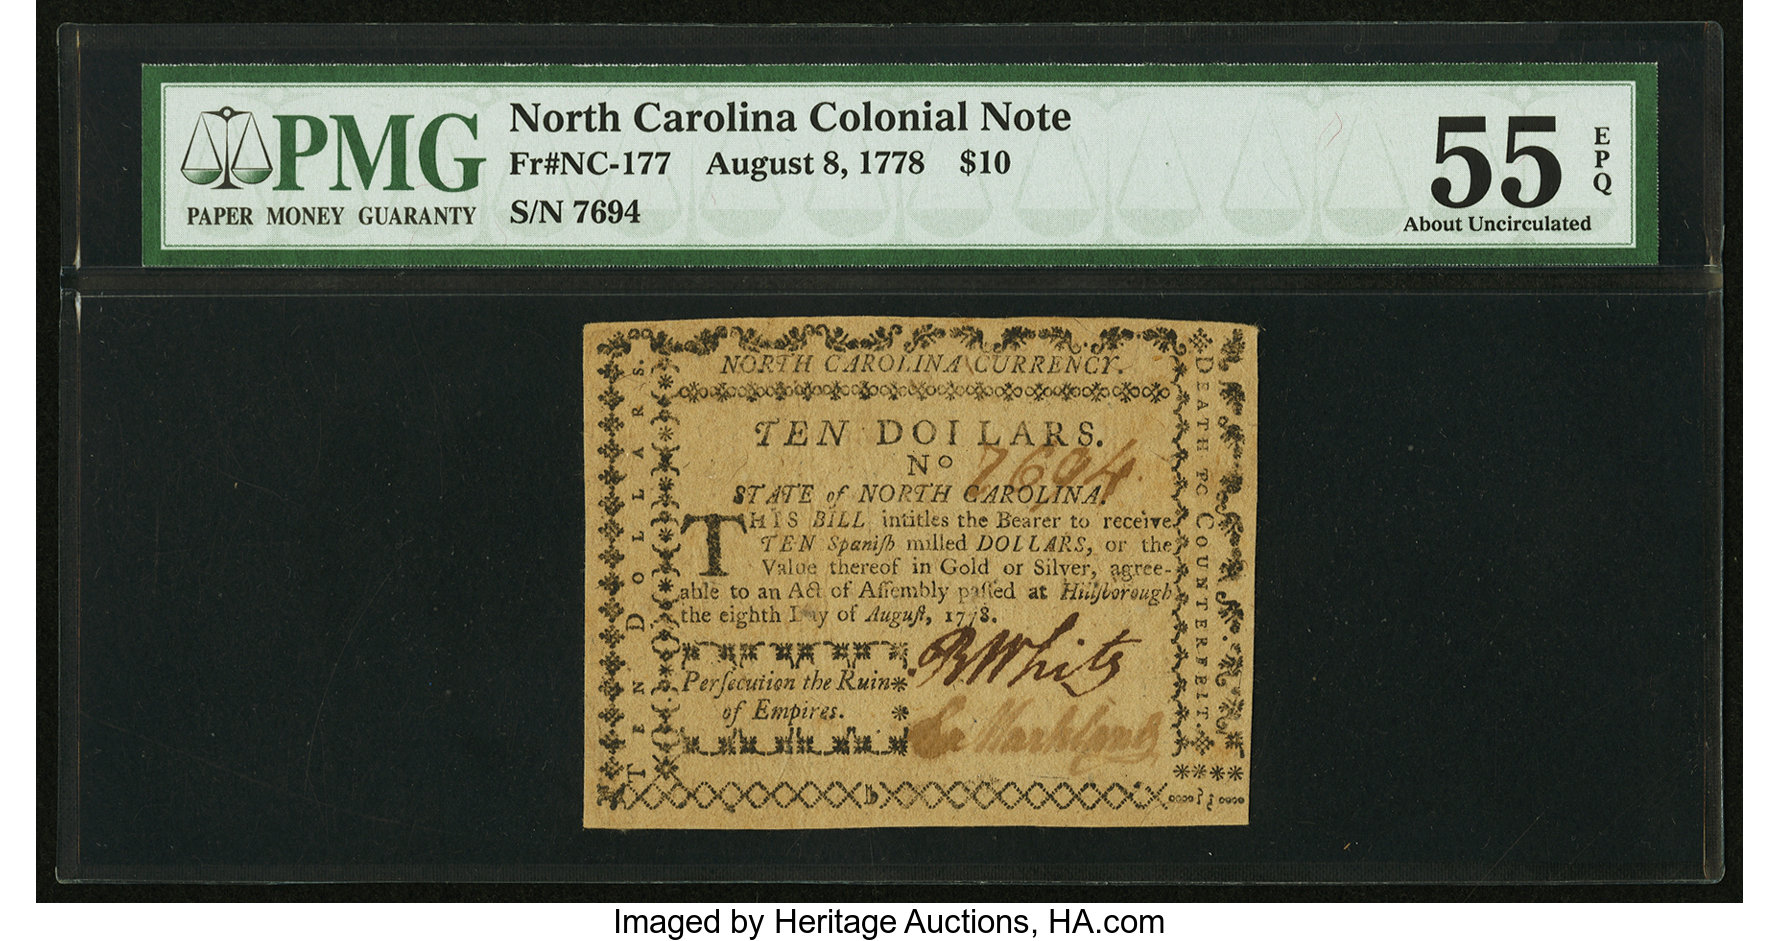 PMG
PAPER MONEY GUARANTY
North Carolina Colonial Note
Fr#NC-177 August 8, 1778 $10
S/N 7694
55
EPQ
About Uncirculated
NORTH CAROLINA CURRENCY.
TEN DOLLARS.
No 7694
STATE of NORTH CAROLINA.
THIS BILL intitles the Bearer to receive
TEN Spaniſh milled DOLLARS, or the
Value thereof in Gold or Silver, agree-
able to an Act of Aſſembly paſſed at Hillſborough
the eighth Day of Auguſt, 1778.
Perſecution the Ruin
of Empires.
B White
TEN DOLLARS.
DEATH TO COUNTERFEIT.
b
Imaged by Heritage Auctions, HA.com